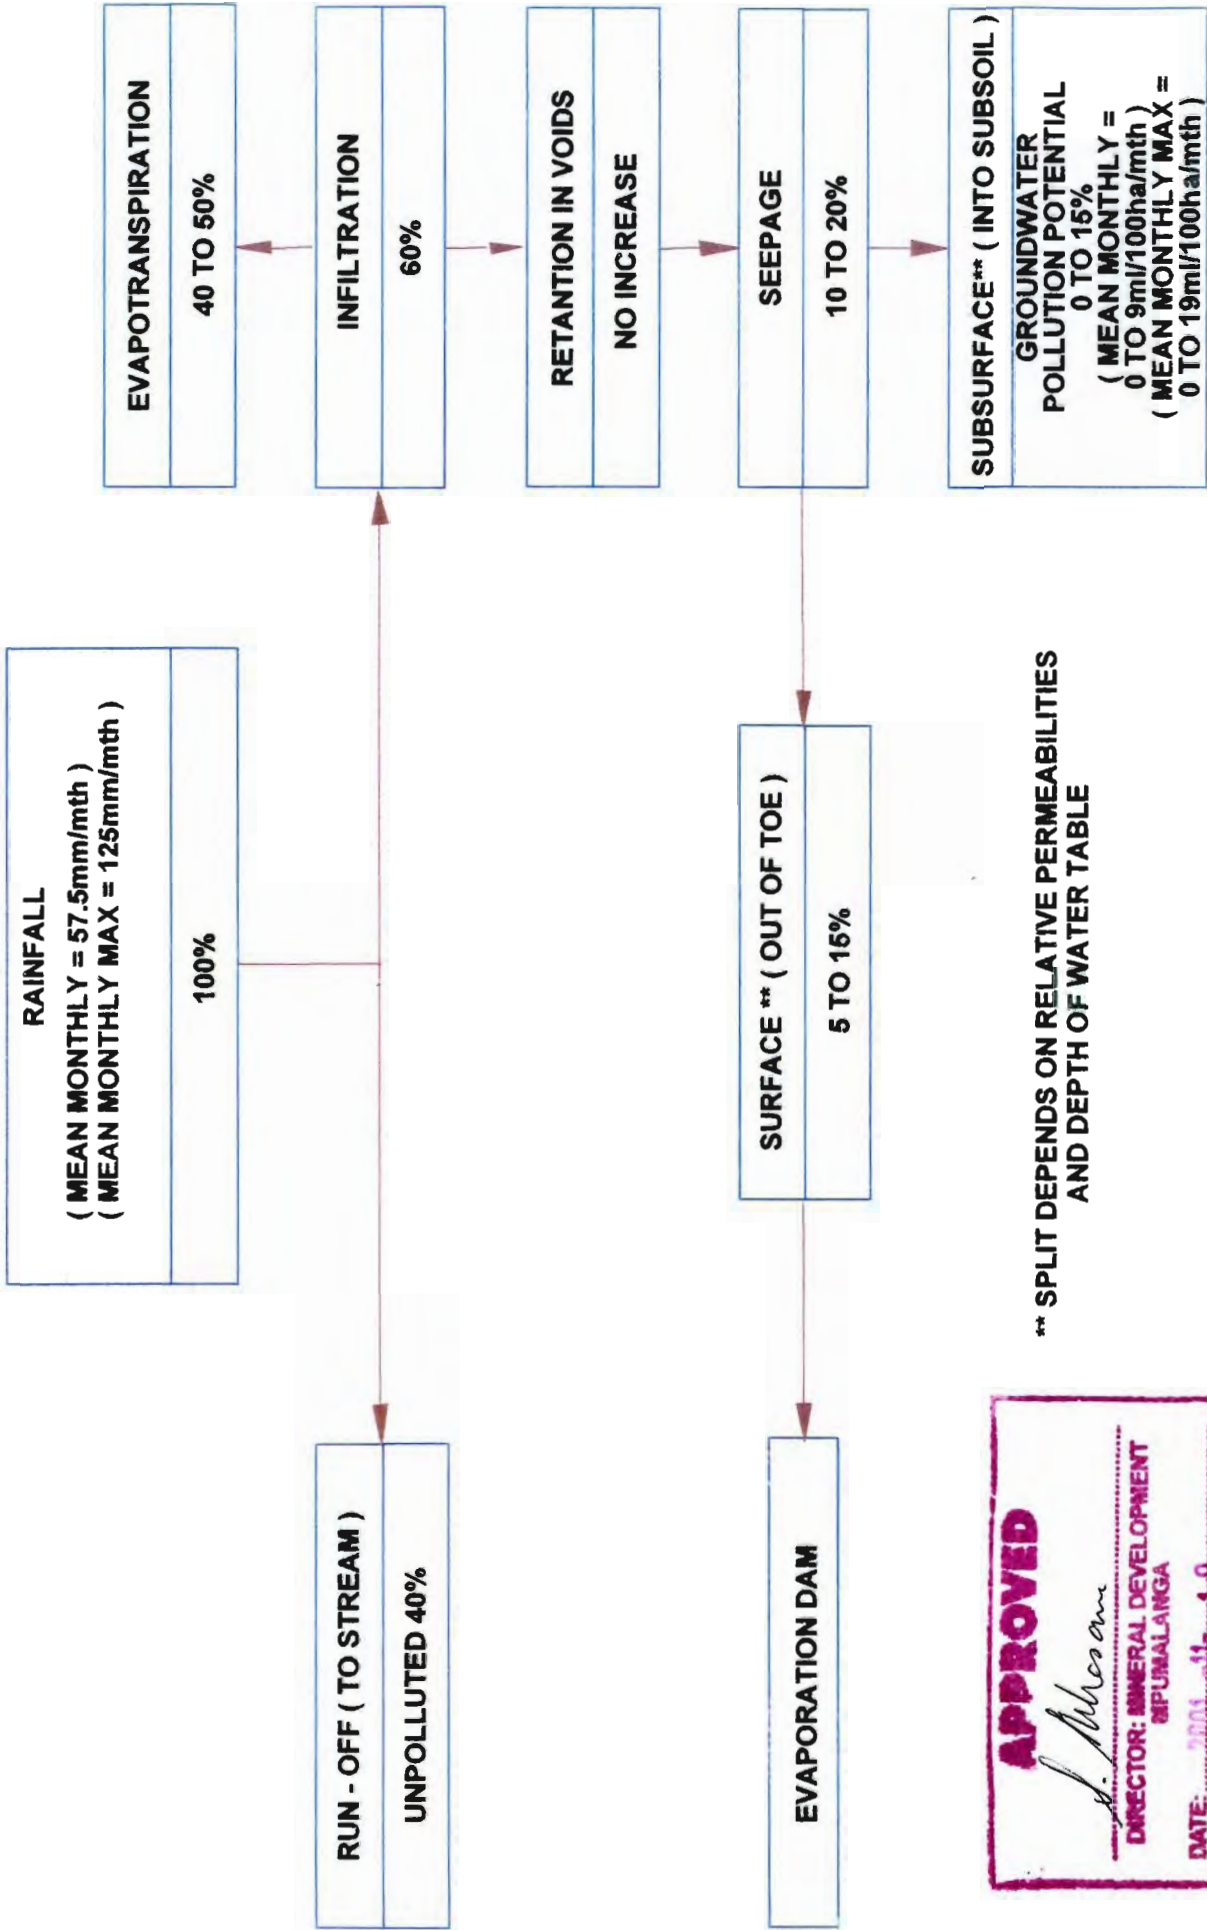 RAINFALL
( MEAN MONTHLY = 57.5mm/mth )
( MEAN MONTHLY MAX = 125mm/mth )
100%
EVAPOTRANSPIRATION
40 TO 50%
RUN - OFF ( TO STREAM )
UNPOLLUTED 40%
INFILTRATION
60%
RETANTION IN VOIDS
NO INCREASE
EVAPORATION DAM
SURFACE ** ( OUT OF TOE )
5 TO 15%
SEEPAGE
10 TO 20%
SUBSURFACE** ( INTO SUBSOIL )
GROUNDWATER
POLLUTION POTENTIAL
0 TO 15%
( MEAN MONTHLY =
0 TO 9ml/100ha/mth )
( MEAN MONTHLY MAX =
0 TO 19ml/100ha/mth )
** SPLIT DEPENDS ON RELATIVE PERMEABILITIES
AND DEPTH OF WATER TABLE
APPROVED
DIRECTOR: MINERAL DEVELOPMENT
MPUMALANGA
DATE: 2001 -11-